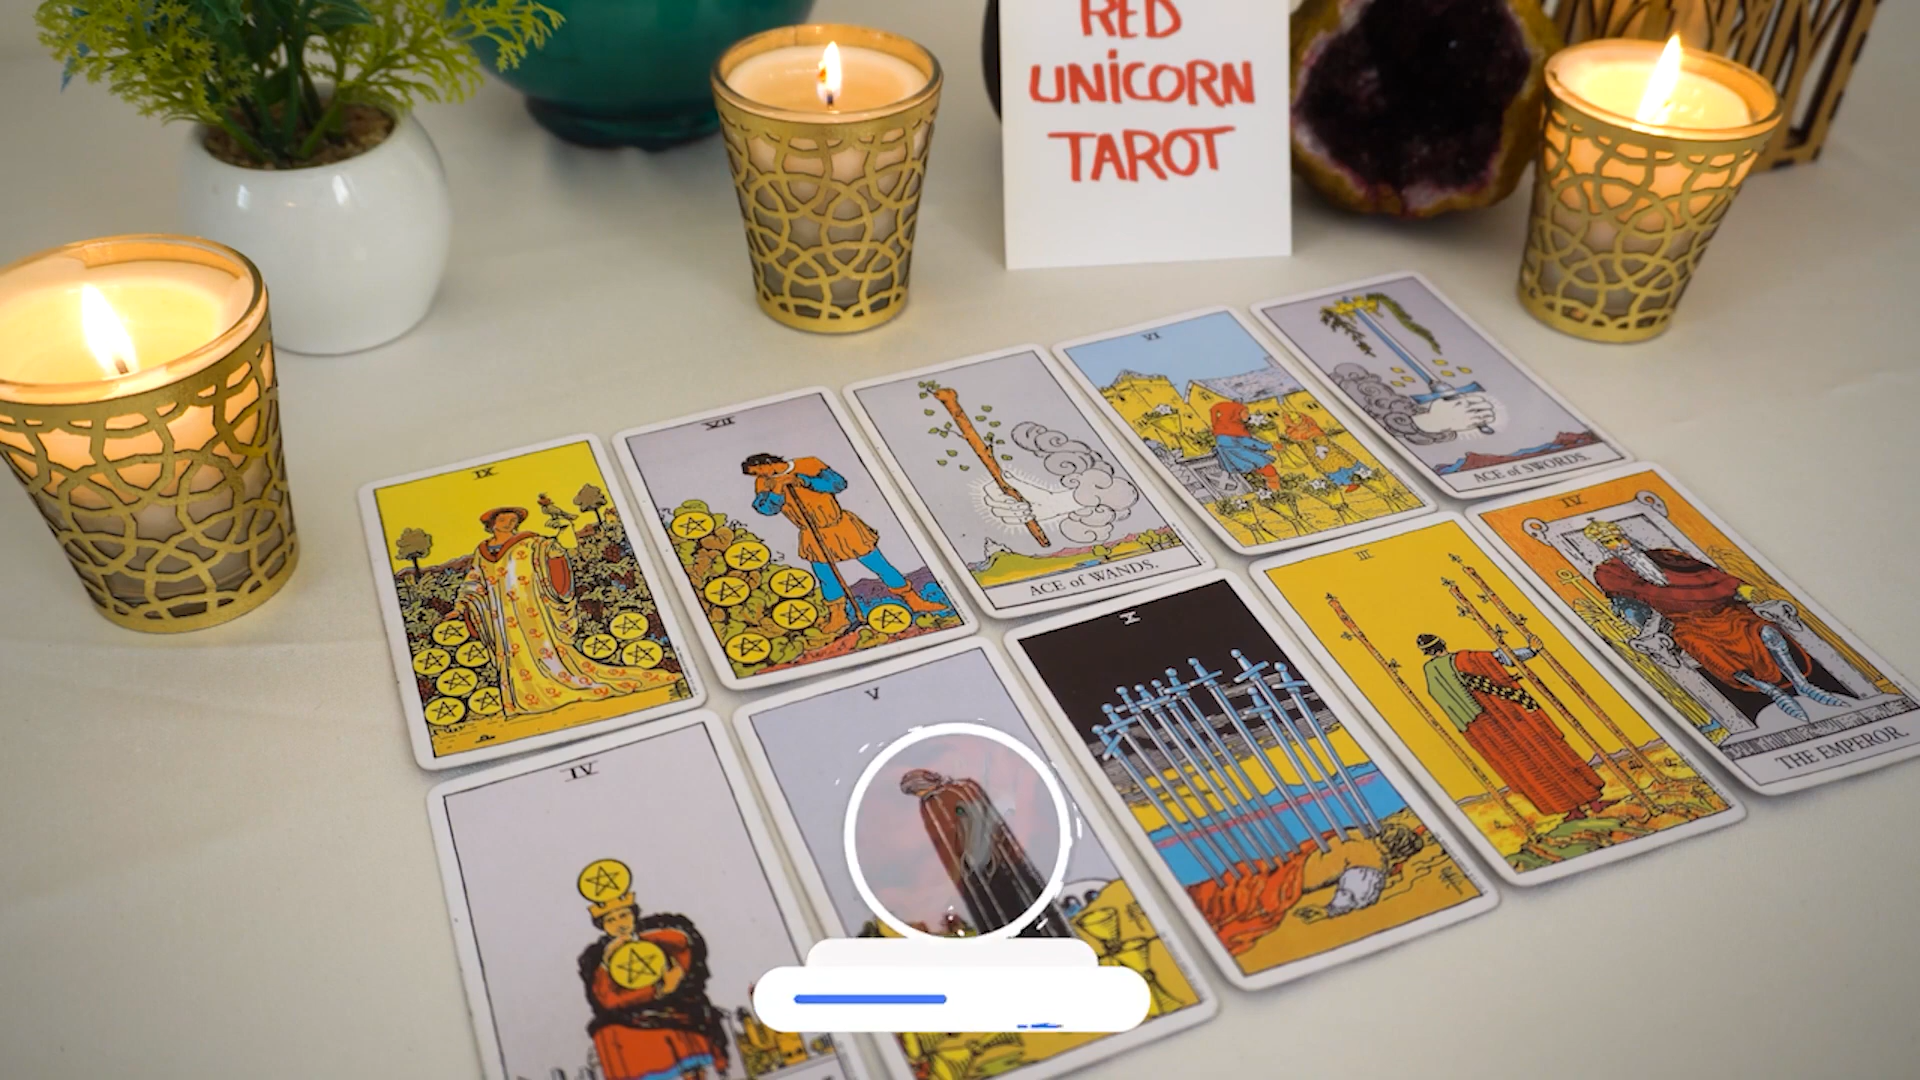 RED
UNICORN
TAROT
VI
ACE of SWORDS.
IX
VII
ACE of WANDS.
IV
THE EMPEROR.
III
X
V
IV